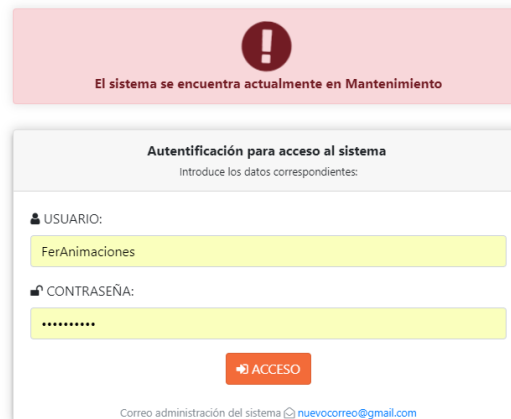 El sistema se encuentra actualmente en Mantenimiento
Autentificación para acceso al sistema
Introduce los datos correspondientes:
USUARIO:
FerAnimaciones
CONTRASEÑA:
••••••••••
ACCESO
Correo administración del sistema nuevocorreo@gmail.com